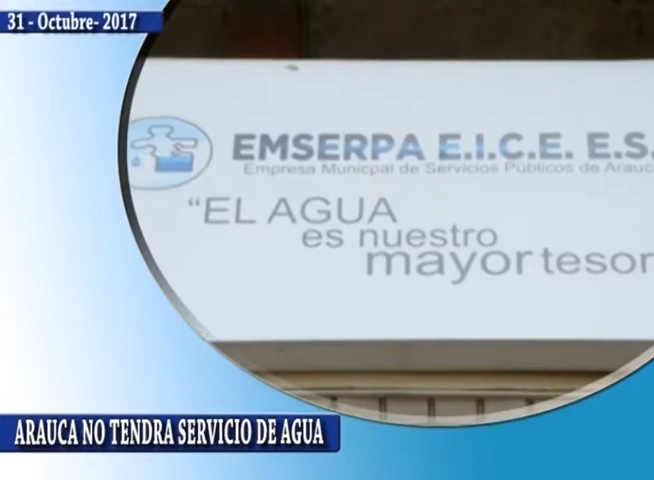 31 - Octubre- 2017
EMSERPA E.I.C.E. E.S.
Empresa Municpal de Servicios Públicos de Arauc
“EL AGUA
es nuestro
mayor tesor
ARAUCA NO TENDRA SERVICIO DE AGUA